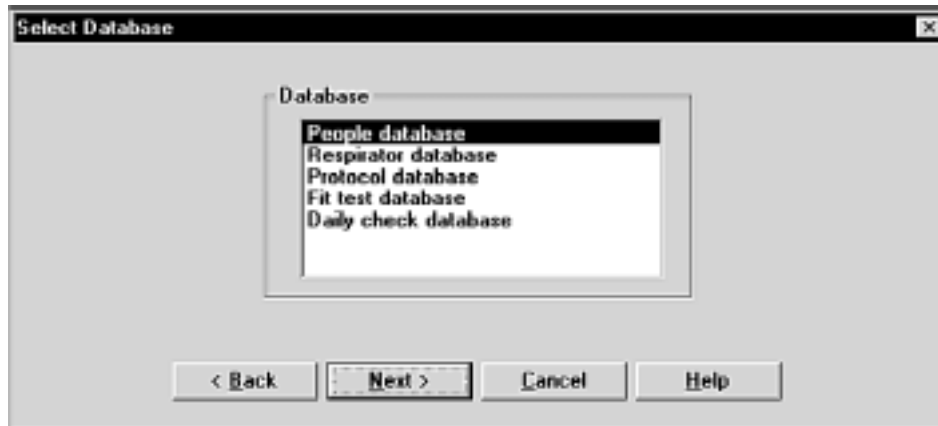 Select Database
Database
People database
Respirator database
Protocol database
Fit test database
Daily check database
< Back
Next >
Cancel
Help